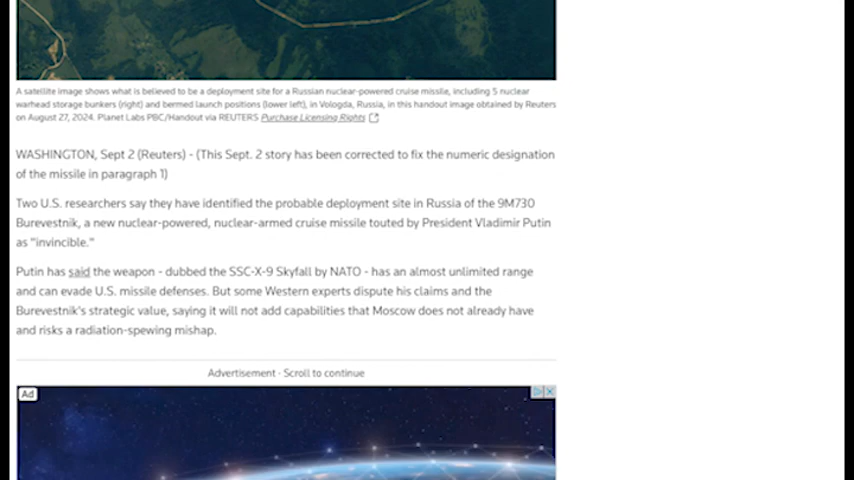 A satellite image shows what is believed to be a deployment site for a Russian nuclear-powered cruise missile, including 5 nuclear
warhead storage bunkers (right) and bermed launch positions (lower left), in Vologda, Russia, in this handout image obtained by Reuters
on August 27, 2024. Planet Labs PBC/Handout via REUTERS Purchase Licensing Rights
WASHINGTON, Sept 2 (Reuters) - (This Sept. 2 story has been corrected to fix the numeric designation
of the missile in paragraph 1)
Two U.S. researchers say they have identified the probable deployment site in Russia of the 9M730
Burevestnik, a new nuclear-powered, nuclear-armed cruise missile touted by President Vladimir Putin
as "invincible."
Putin has said the weapon - dubbed the SSC-X-9 Skyfall by NATO - has an almost unlimited range
and can evade U.S. missile defenses. But some Western experts dispute his claims and the
Burevestnik's strategic value, saying it will not add capabilities that Moscow does not already have
and risks a radiation-spewing mishap.
Advertisement · Scroll to continue
Ad